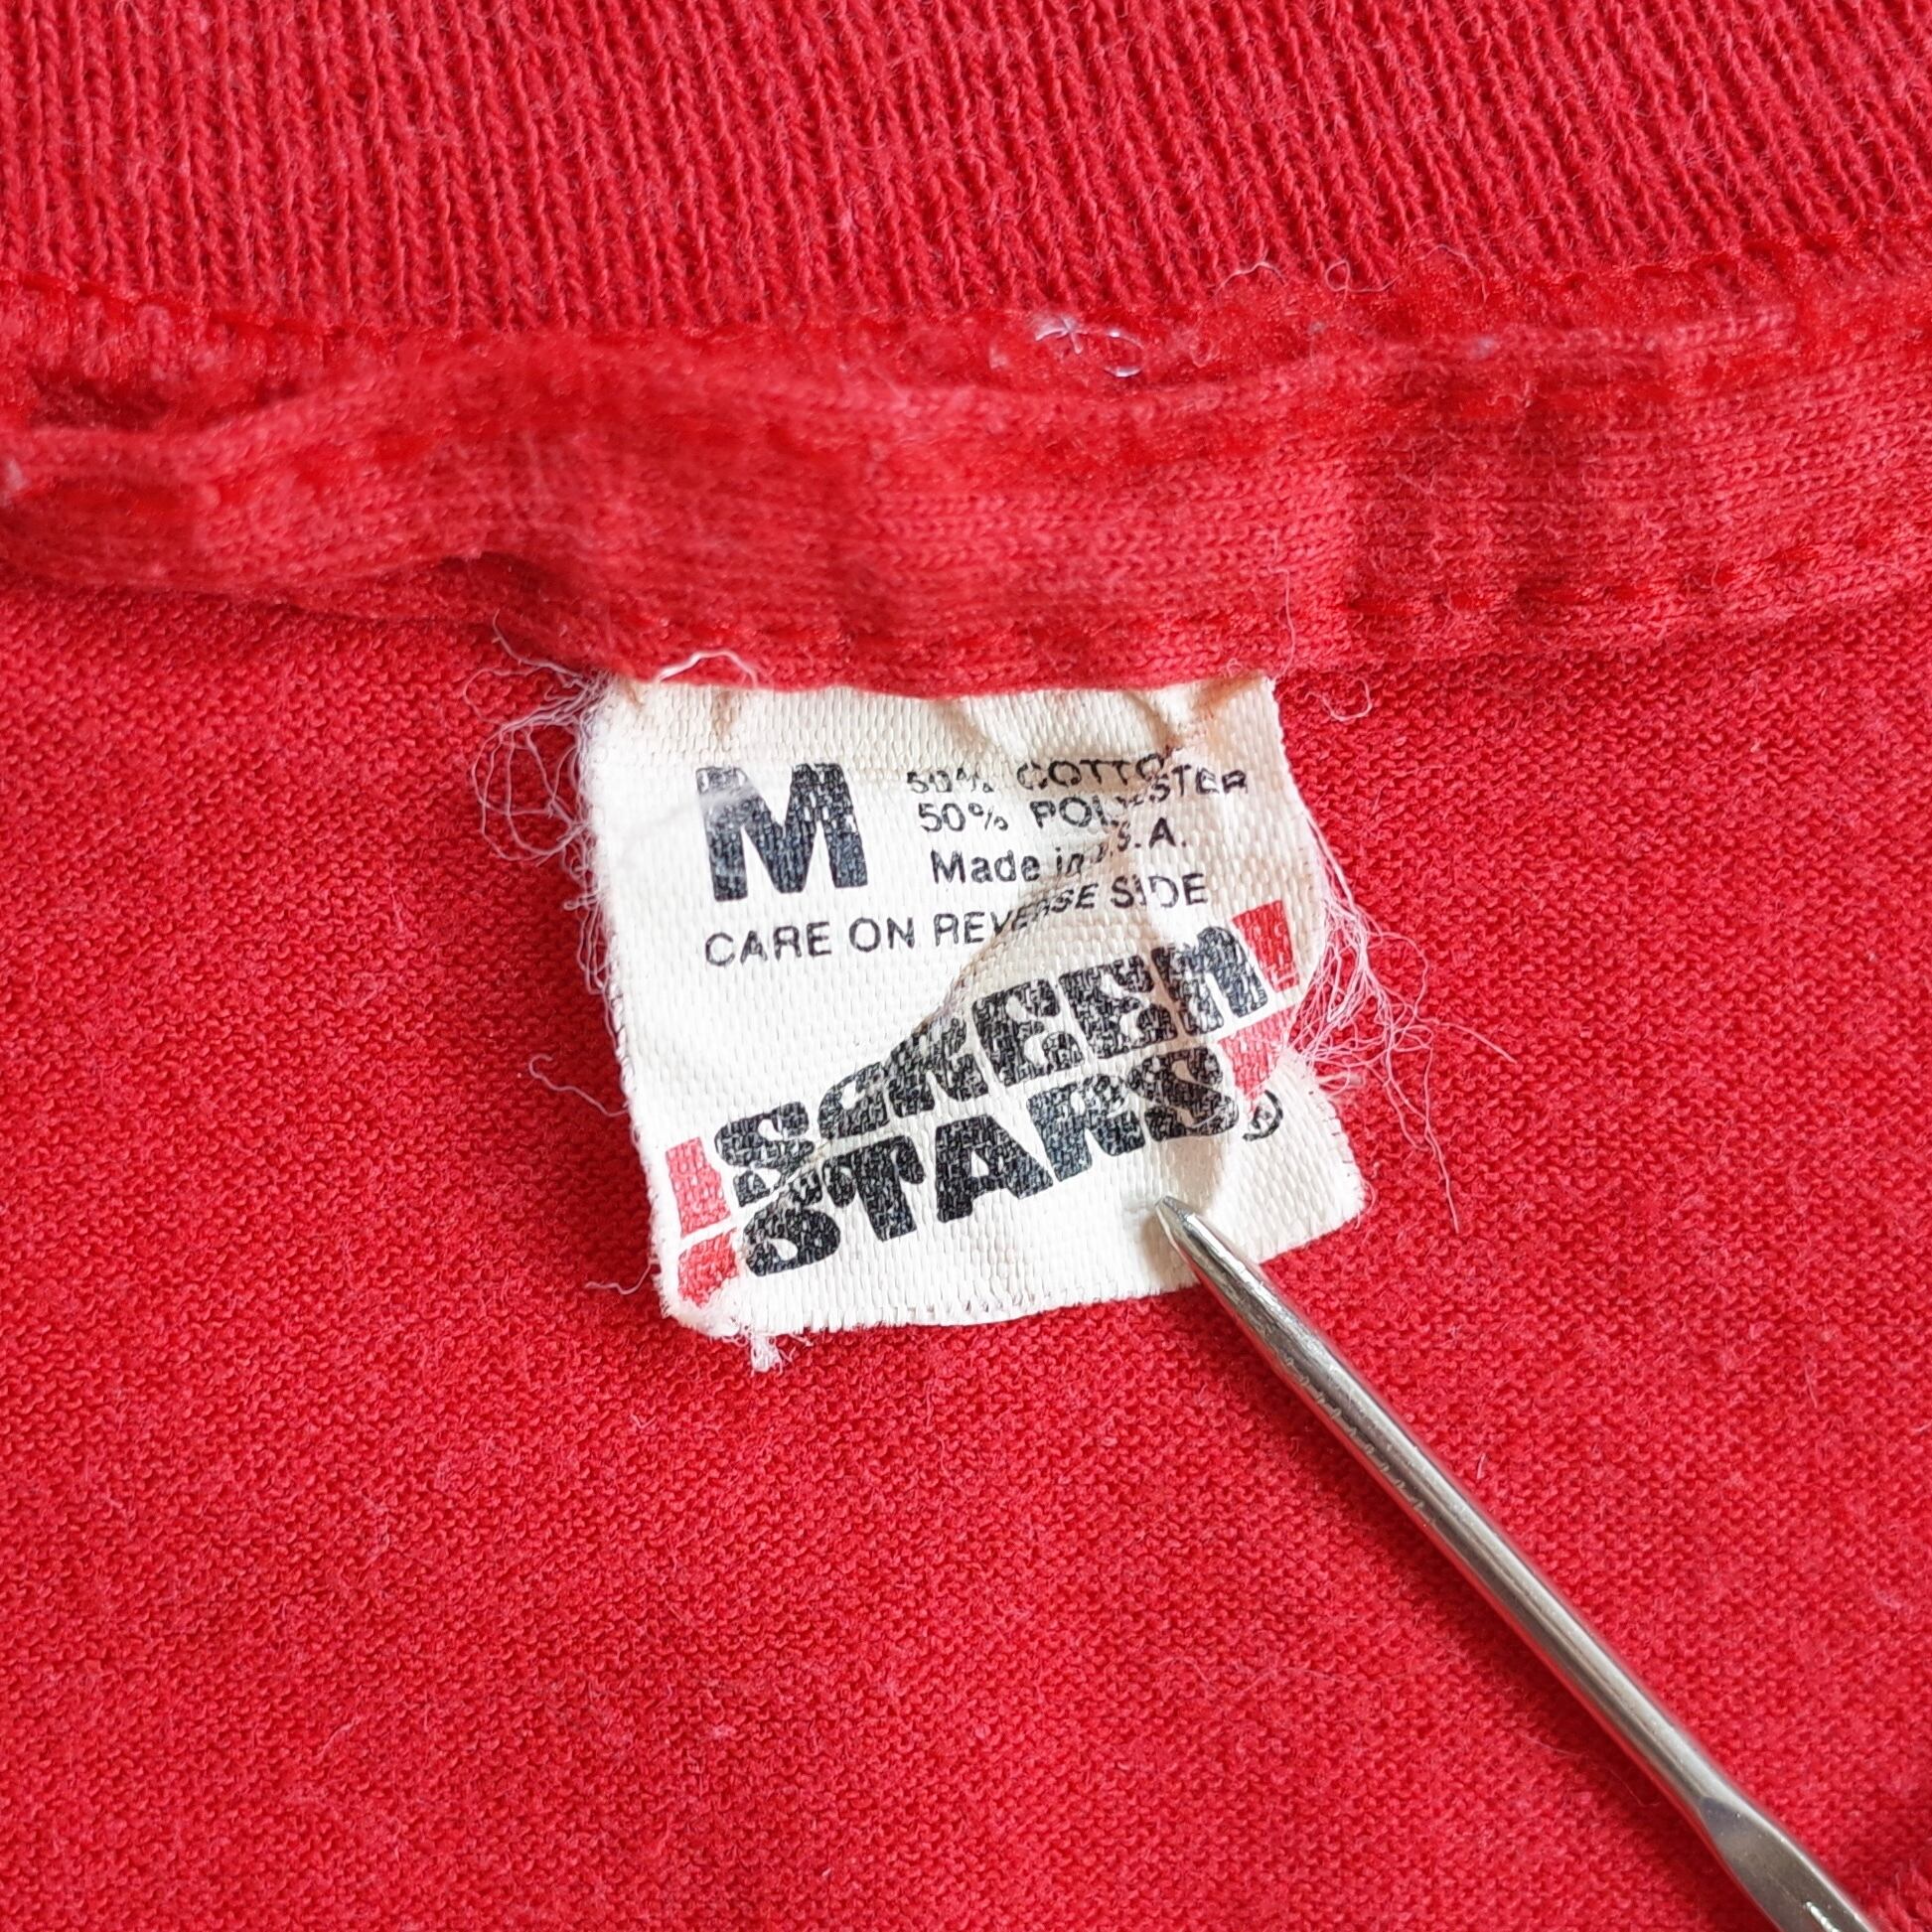 M
50% COTTON
50% POLYESTER
Made in U.S.A.
CARE ON REVERSE SIDE
SCREEN
STARS®